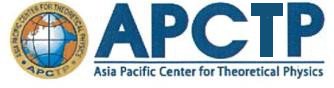 ASIA PACIFIC CENTER FOR THEORETICAL PHYSICS
APCTP
APCTP
Asia Pacific Center for Theoretical Physics